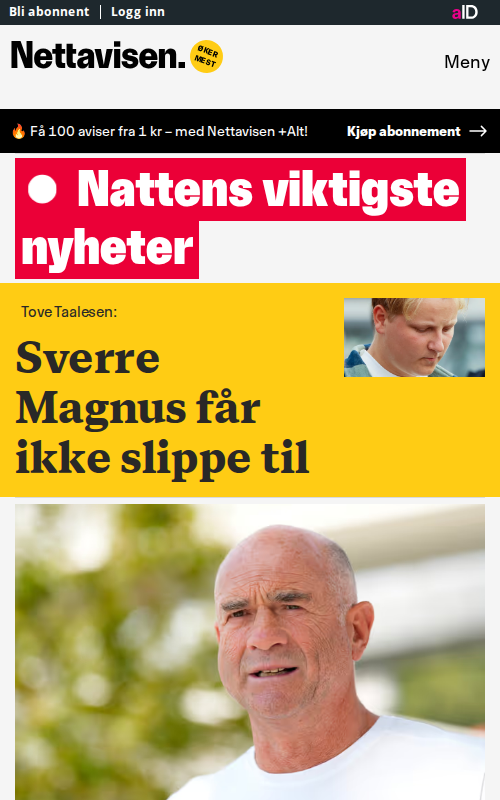 Bli abonnent | Logg inn
aID
Nettavisen.
ØKER
MEST
Meny
Få 100 aviser fra 1 kr – med Nettavisen +Alt!
Kjøp abonnement
Nattens viktigste
nyheter
Tove Taalesen:
Sverre
Magnus får
ikke slippe til